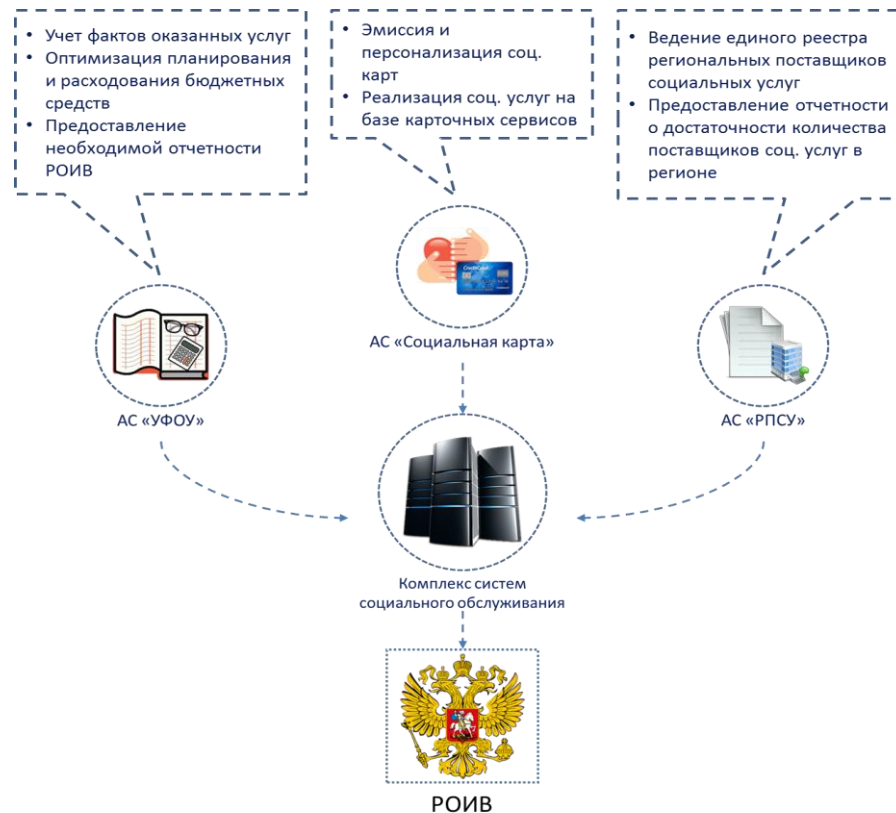 • Учет фактов оказанных услуг
• Оптимизация планирования
и расходования бюджетных
средств
• Предоставление
необходимой отчетности
РОИВ
• Эмиссия и
персонализация соц.
карт
• Реализация соц. услуг на
базе карточных сервисов
• Ведение единого реестра
региональных поставщиков
социальных услуг
• Предоставление отчетности
о достаточности количества
поставщиков соц. услуг в
регионе
АС «Социальная карта»
АС «УФОУ»
АС «РПСУ»
Комплекс систем
социального обслуживания
РОИВ